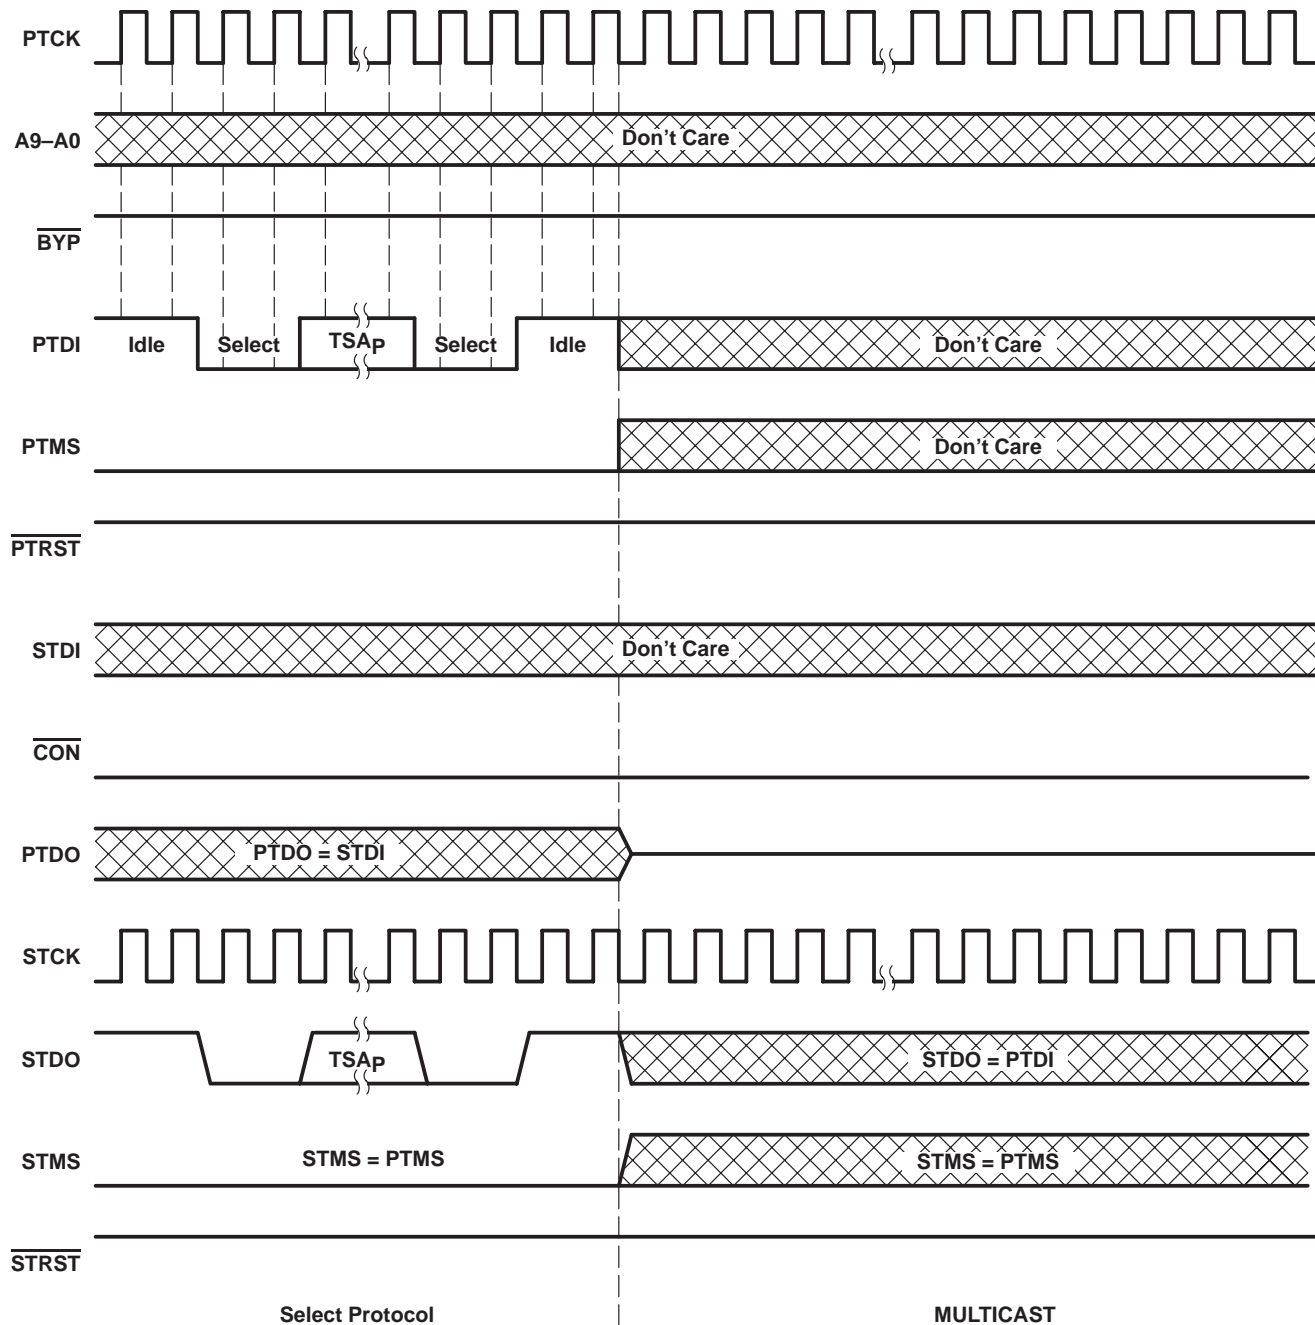 PTCK
A9–A0
Don't Care
BYP
PTDI
Idle
Select
TSAP
Select
Idle
Don't Care
PTMS
Don't Care
PTRST
STDI
Don't Care
CON
PTDO
PTDO = STDI
STCK
STDO
TSAP
STDO = PTDI
STMS
STMS = PTMS
STMS = PTMS
STRST
Select Protocol
MULTICAST